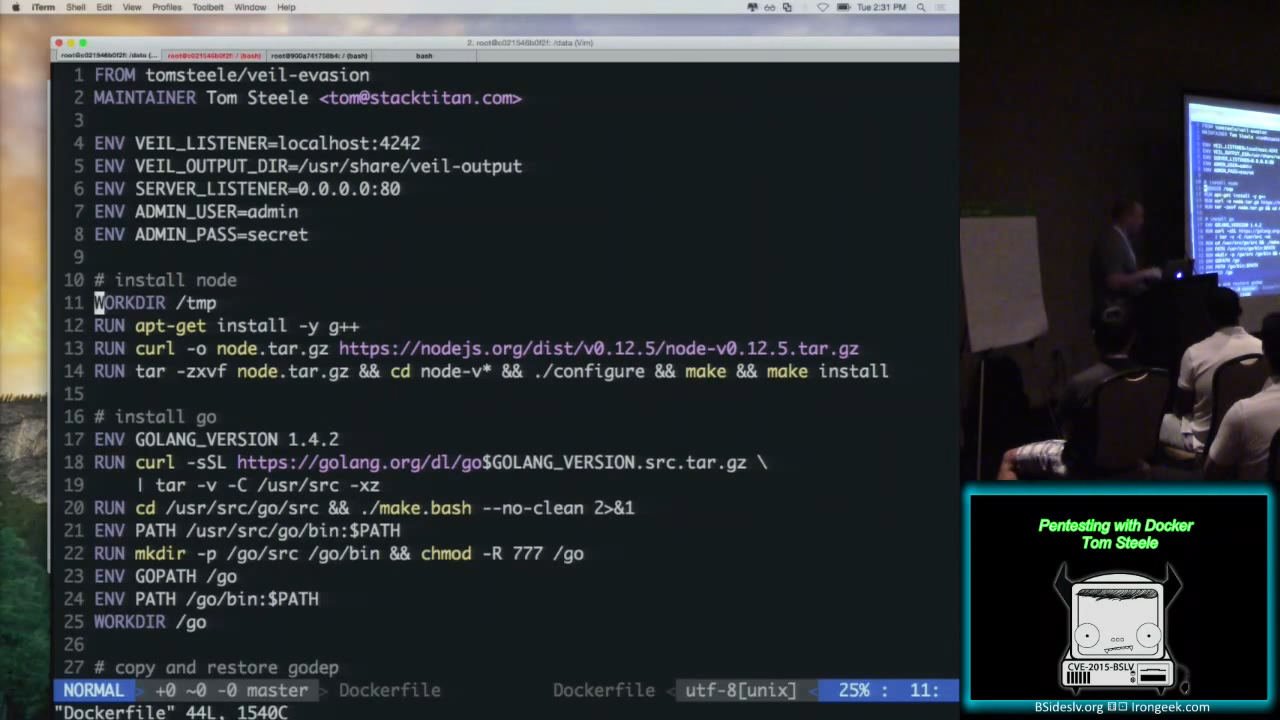 iTerm Shell Edit View Profiles Toolbelt Window Help Tue 2:31 PM
2. root@c021546b0f2f: /data (Vim)
root@c021546b0f2f: /data (... root@c021546b0f2f: / (bash) root@900a741758b4: / (bash) bash
1 FROM tomsteele/veil-evasion
2 MAINTAINER Tom Steele <tom@stacktitan.com>
3
4 ENV VEIL_LISTENER=localhost:4242
5 ENV VEIL_OUTPUT_DIR=/usr/share/veil-output
6 ENV SERVER_LISTENER=0.0.0.0:80
7 ENV ADMIN_USER=admin
8 ENV ADMIN_PASS=secret
9
10 # install node
11 WORKDIR /tmp
12 RUN apt-get install -y g++
13 RUN curl -o node.tar.gz https://nodejs.org/dist/v0.12.5/node-v0.12.5.tar.gz
14 RUN tar -zxvf node.tar.gz && cd node-v* && ./configure && make && make install
15
16 # install go
17 ENV GOLANG_VERSION 1.4.2
18 RUN curl -sSL https://golang.org/dl/go$GOLANG_VERSION.src.tar.gz \
19 | tar -v -C /usr/src -xz
20 RUN cd /usr/src/go/src && ./make.bash --no-clean 2>&1
21 ENV PATH /usr/src/go/bin:$PATH
22 RUN mkdir -p /go/src /go/bin && chmod -R 777 /go
23 ENV GOPATH /go
24 ENV PATH /go/bin:$PATH
25 WORKDIR /go
26
27 # copy and restore godep
NORMAL > +0 ~0 -0 master > Dockerfile Dockerfile < utf-8[unix] < 25% : 11:
"Dockerfile" 44L, 1540C
Pentesting with Docker
Tom Steele
CVE-2015-BSLV
BSideslv.org Irongeek.com